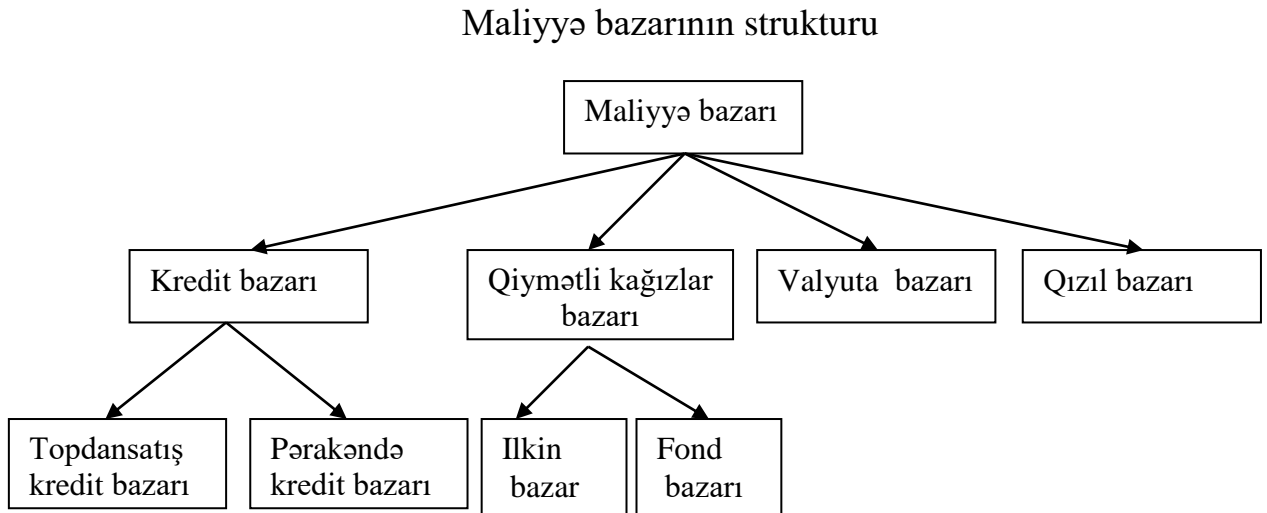 Maliyyə bazarının strukturu
Maliyyə bazarı
Kredit bazarı
Qiymətli kağızlar
bazarı
Valyuta bazarı
Qızıl bazarı
Topdansatış
kredit bazarı
Pərakəndə
kredit bazarı
Ilkin
bazar
Fond
bazarı